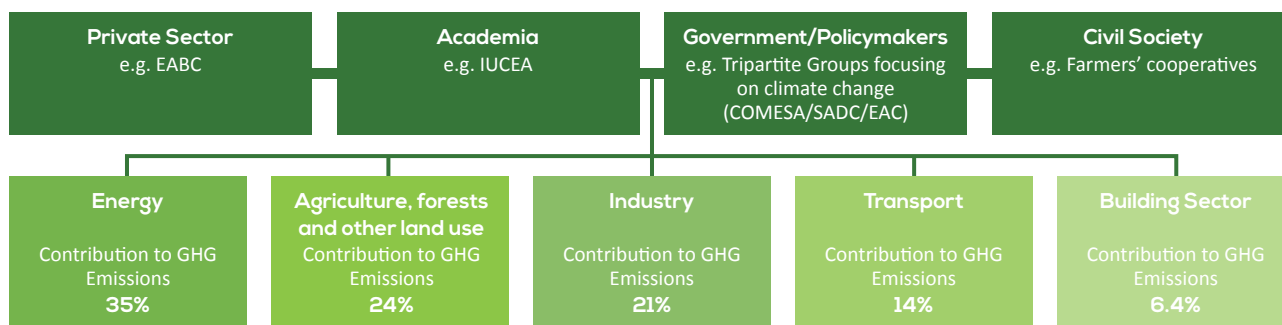 Private Sector
e.g. EABC
Academia
e.g. IUCEA
Government/Policymakers
e.g. Tripartite Groups focusing
on climate change
(COMESA/SADC/EAC)
Civil Society
e.g. Farmers’ cooperatives
Energy
Contribution to GHG
Emissions
35%
Agriculture, forests
and other land use
Contribution to GHG
Emissions
24%
Industry
Contribution to GHG
Emissions
21%
Transport
Contribution to GHG
Emissions
14%
Building Sector
Contribution to GHG
Emissions
6.4%